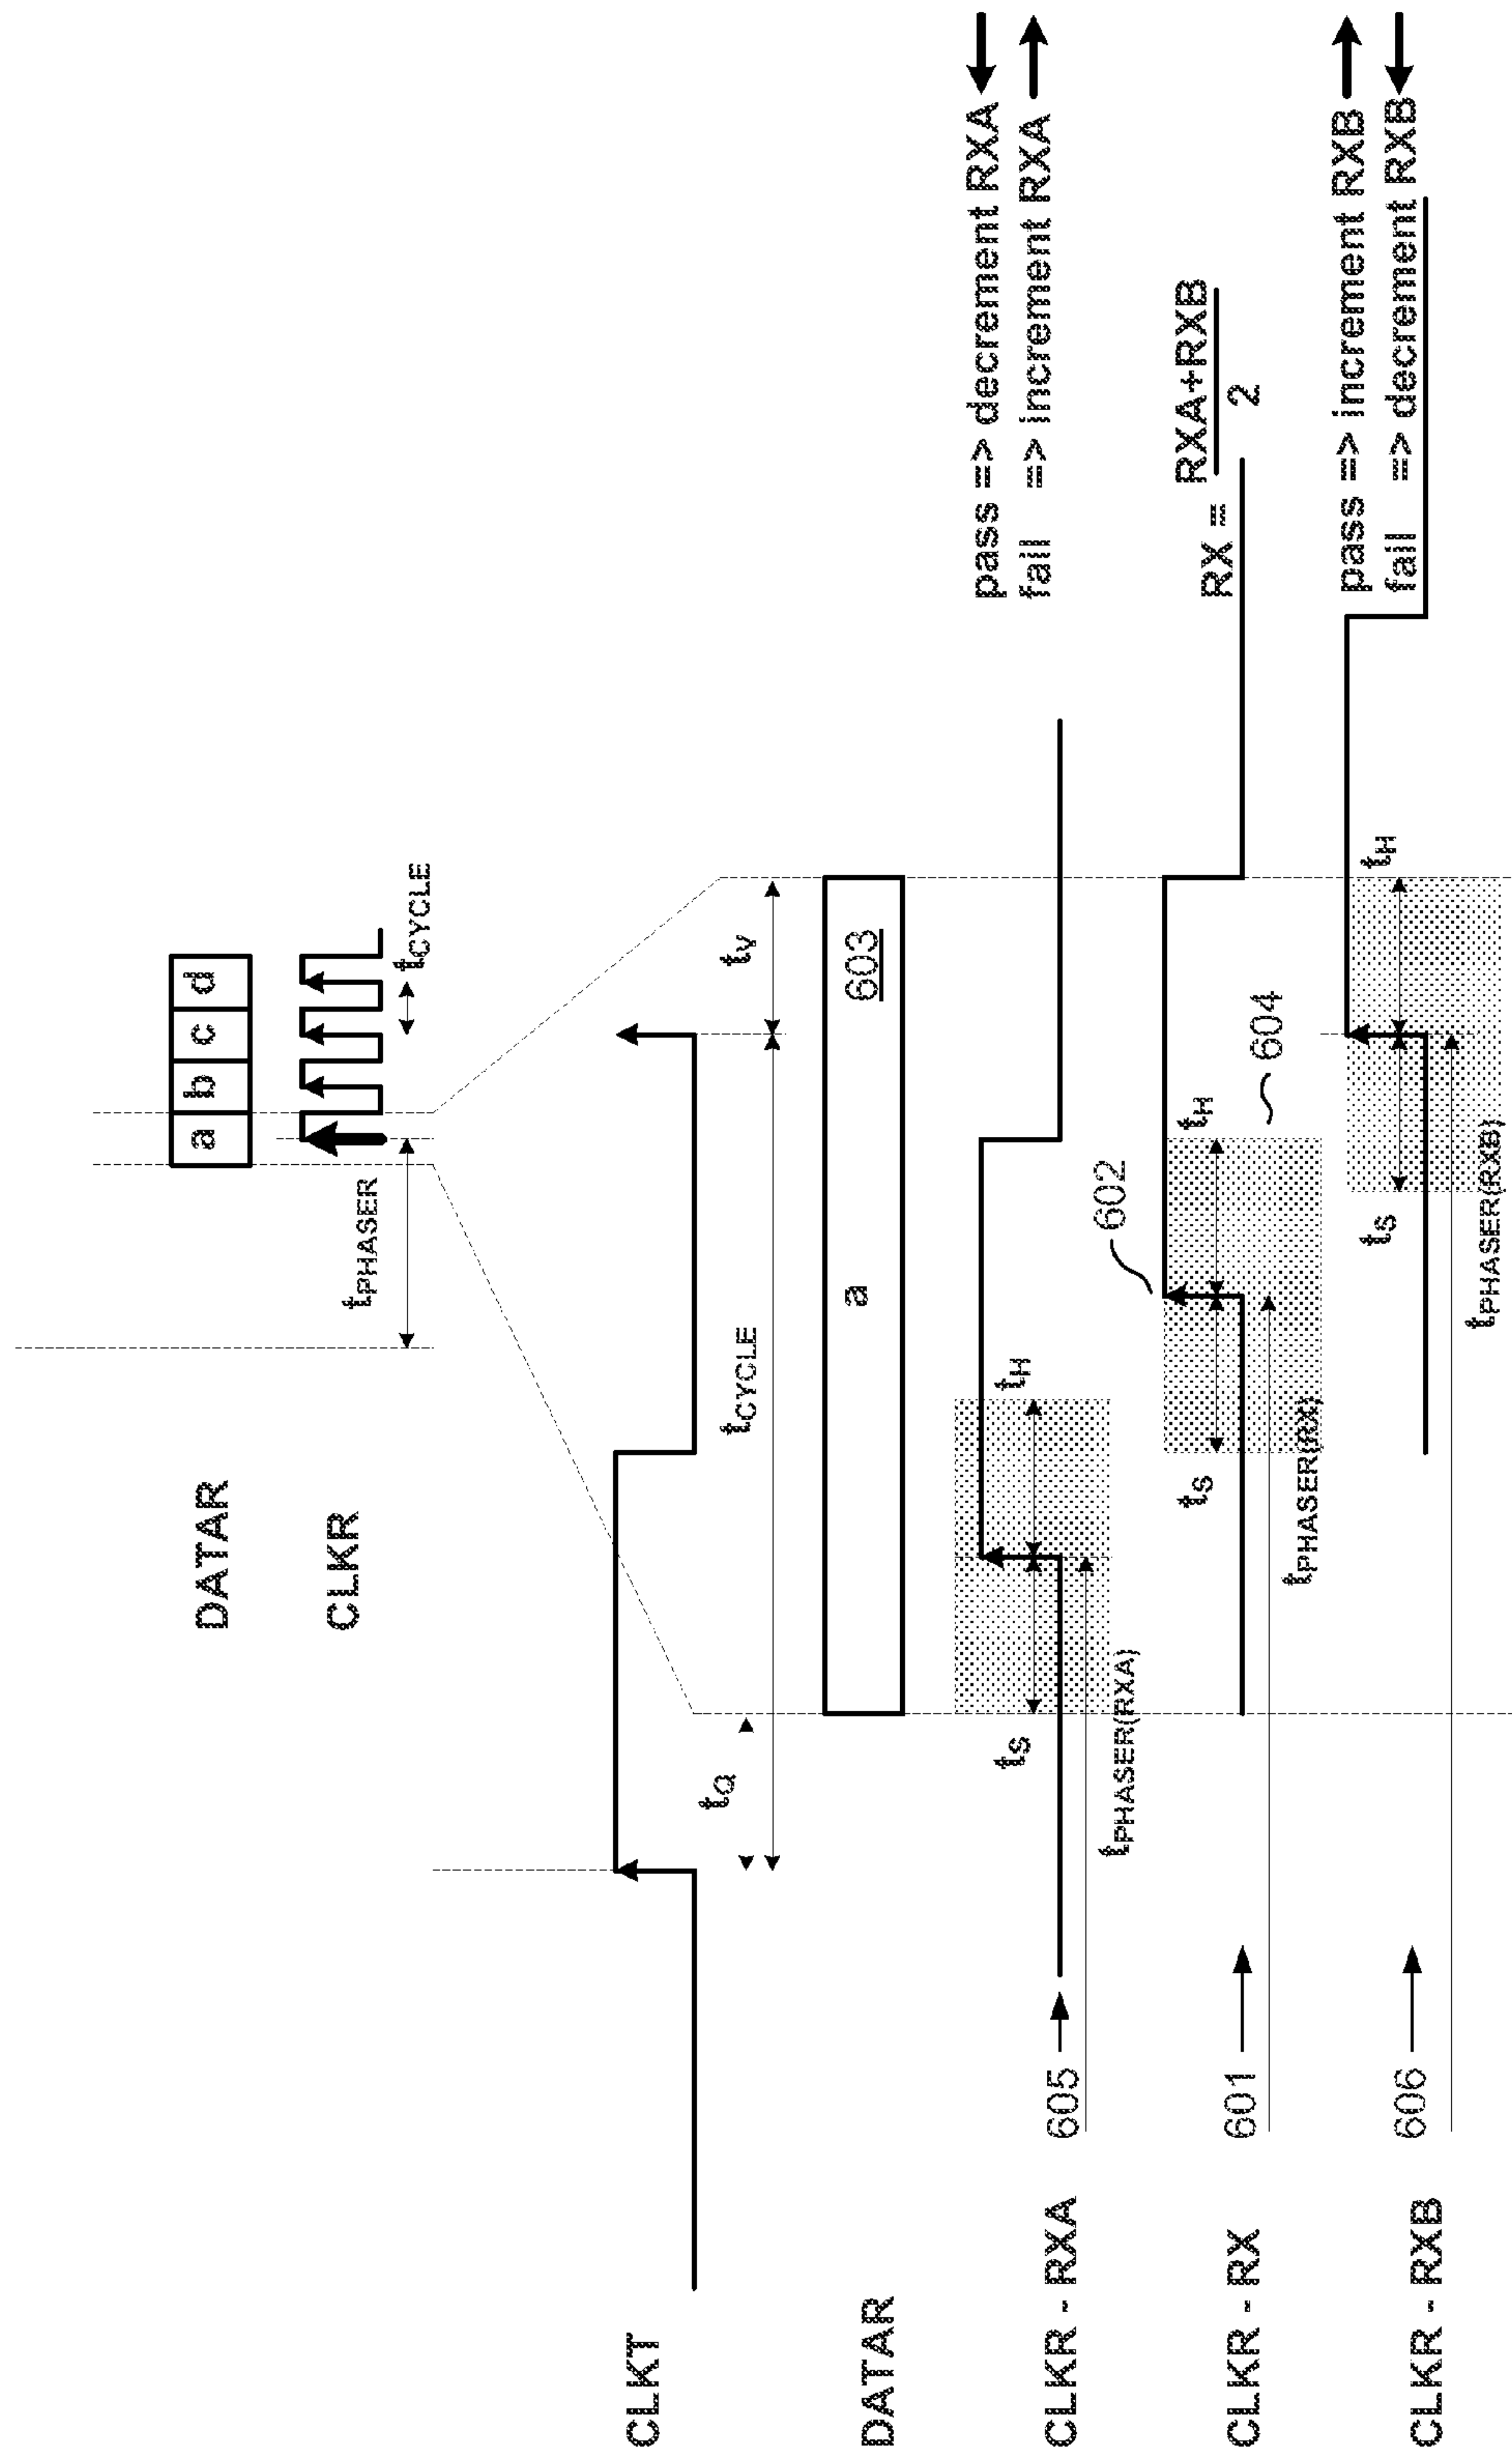 DATAR
a b c d
CLKR
tPHASER
tCYCLE
CLKT
tQ
tCYCLE
tV
DATAR
a
603
CLKR - RXA
605
tS
tH
tPHASER(RXA)
pass => decrement RXA
fail => increment RXA
CLKR - RX
601
602
tS
tH
604
tPHASER(RX)
RX = RXA+RXB
2
CLKR - RXB
606
tS
tH
tPHASER(RXB)
pass => increment RXB
fail => decrement RXB